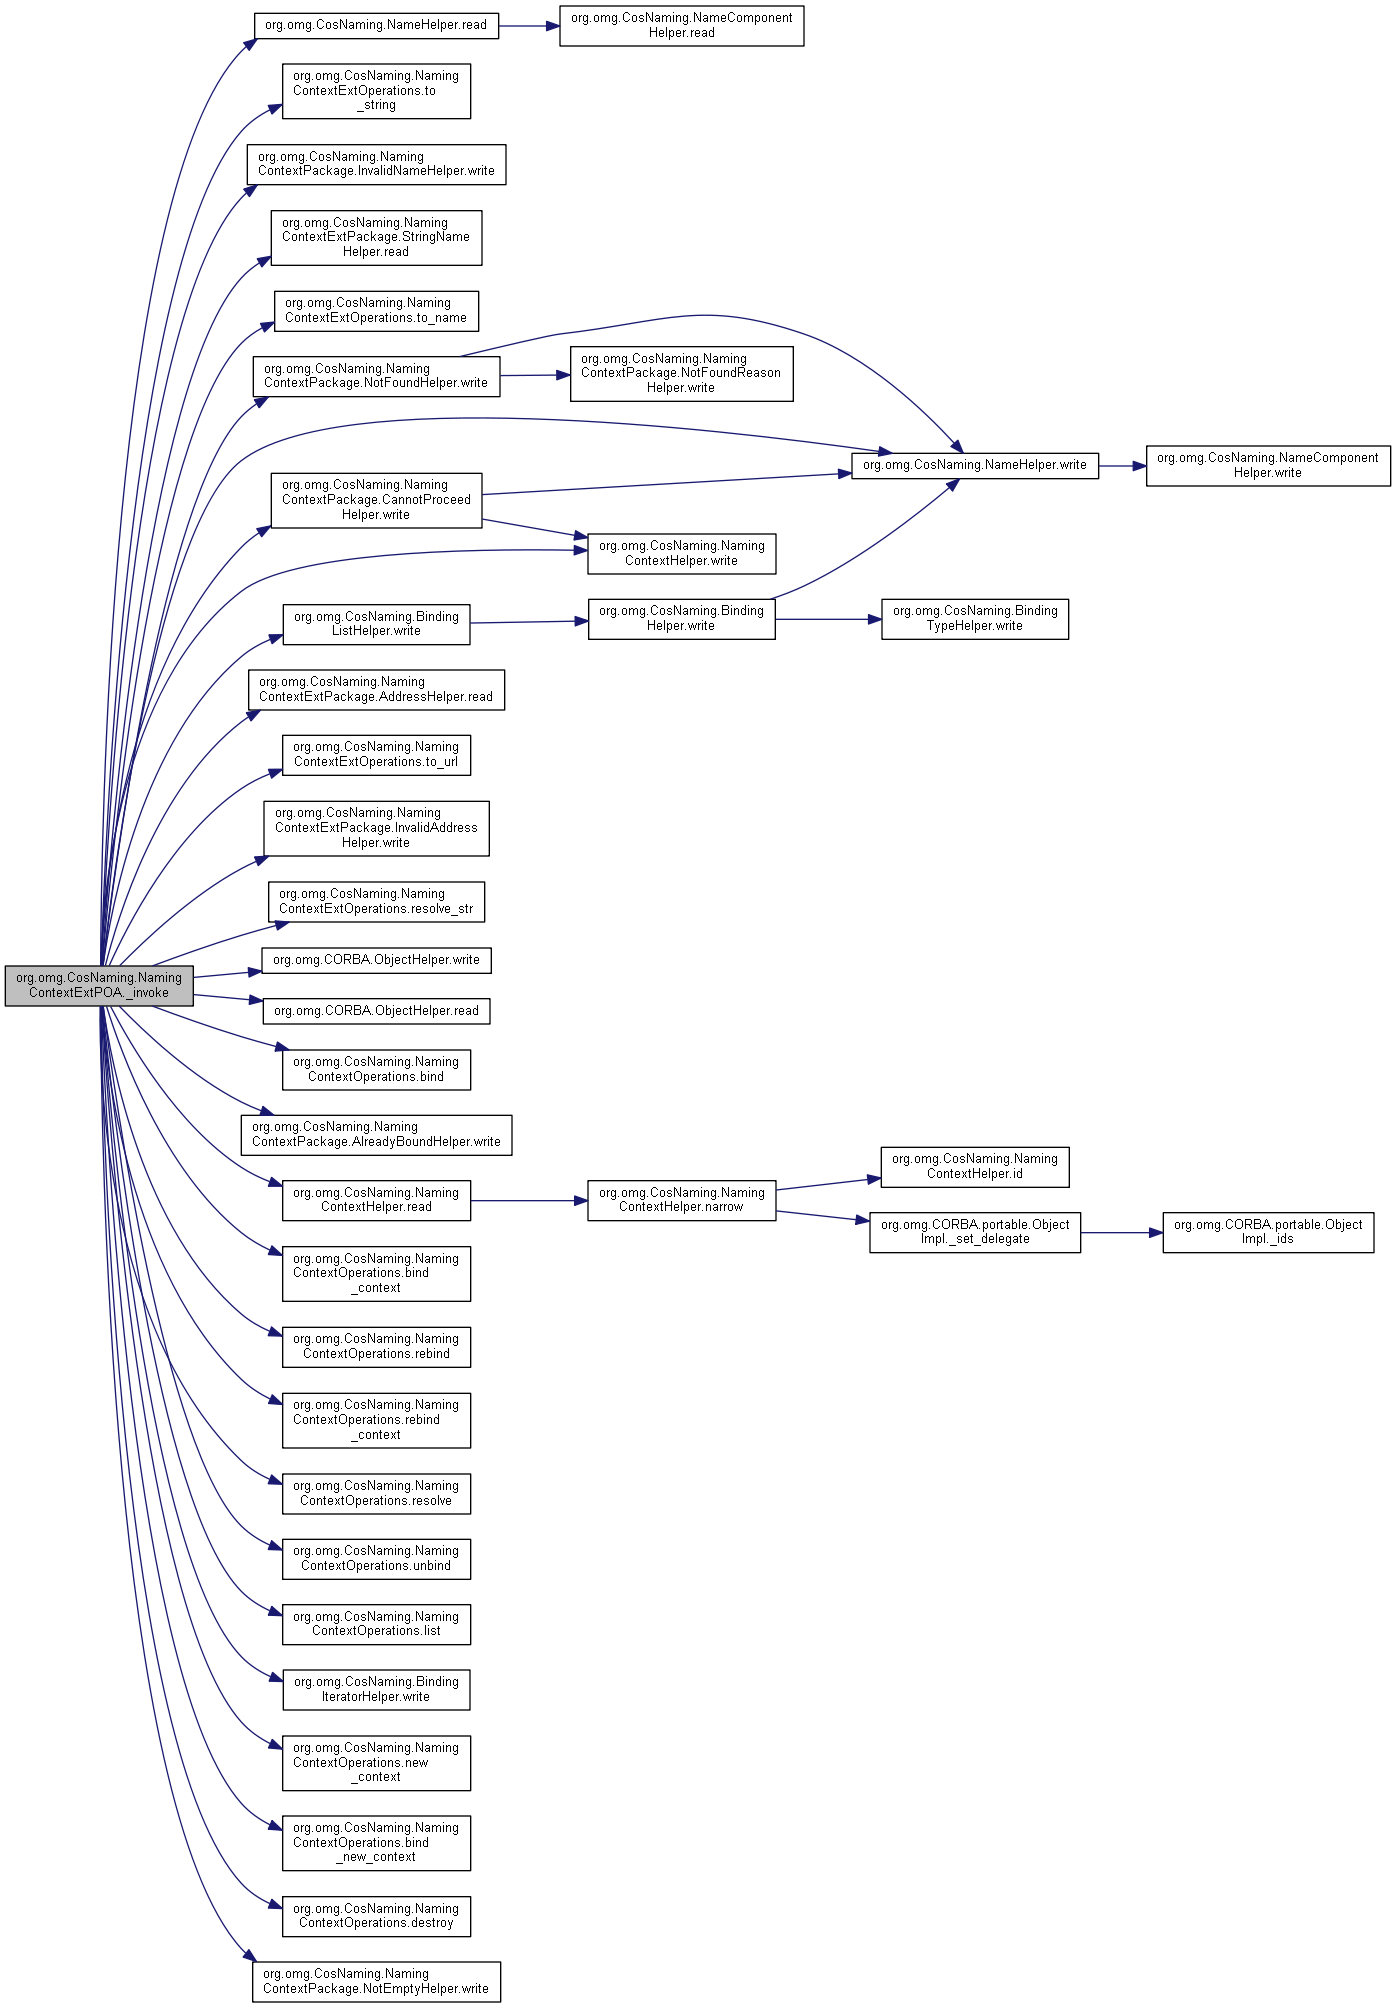 org.omg.CosNaming.NameHelper.read
org.omg.CosNaming.NameComponent
Helper.read
org.omg.CosNaming.Naming
ContextExtOperations.to
_string
org.omg.CosNaming.Naming
ContextPackage.InvalidNameHelper.write
org.omg.CosNaming.Naming
ContextExtPackage.StringName
Helper.read
org.omg.CosNaming.Naming
ContextExtOperations.to_name
org.omg.CosNaming.Naming
ContextPackage.NotFoundHelper.write
org.omg.CosNaming.Naming
ContextPackage.NotFoundReason
Helper.write
org.omg.CosNaming.NameHelper.write
org.omg.CosNaming.NameComponent
Helper.write
org.omg.CosNaming.Naming
ContextPackage.CannotProceed
Helper.write
org.omg.CosNaming.Naming
ContextHelper.write
org.omg.CosNaming.Binding
ListHelper.write
org.omg.CosNaming.Binding
Helper.write
org.omg.CosNaming.Binding
TypeHelper.write
org.omg.CosNaming.Naming
ContextExtPackage.AddressHelper.read
org.omg.CosNaming.Naming
ContextExtOperations.to_url
org.omg.CosNaming.Naming
ContextExtPackage.InvalidAddress
Helper.write
org.omg.CosNaming.Naming
ContextExtOperations.resolve_str
org.omg.CORBA.ObjectHelper.write
org.omg.CosNaming.Naming
ContextExtPOA._invoke
org.omg.CORBA.ObjectHelper.read
org.omg.CosNaming.Naming
ContextOperations.bind
org.omg.CosNaming.Naming
ContextPackage.AlreadyBoundHelper.write
org.omg.CosNaming.Naming
ContextHelper.read
org.omg.CosNaming.Naming
ContextHelper.narrow
org.omg.CosNaming.Naming
ContextHelper.id
org.omg.CORBA.portable.Object
Impl._set_delegate
org.omg.CORBA.portable.Object
Impl._ids
org.omg.CosNaming.Naming
ContextOperations.bind
_context
org.omg.CosNaming.Naming
ContextOperations.rebind
org.omg.CosNaming.Naming
ContextOperations.rebind
_context
org.omg.CosNaming.Naming
ContextOperations.resolve
org.omg.CosNaming.Naming
ContextOperations.unbind
org.omg.CosNaming.Naming
ContextOperations.list
org.omg.CosNaming.Binding
IteratorHelper.write
org.omg.CosNaming.Naming
ContextOperations.new
_context
org.omg.CosNaming.Naming
ContextOperations.bind
_new_context
org.omg.CosNaming.Naming
ContextOperations.destroy
org.omg.CosNaming.Naming
ContextPackage.NotEmptyHelper.write